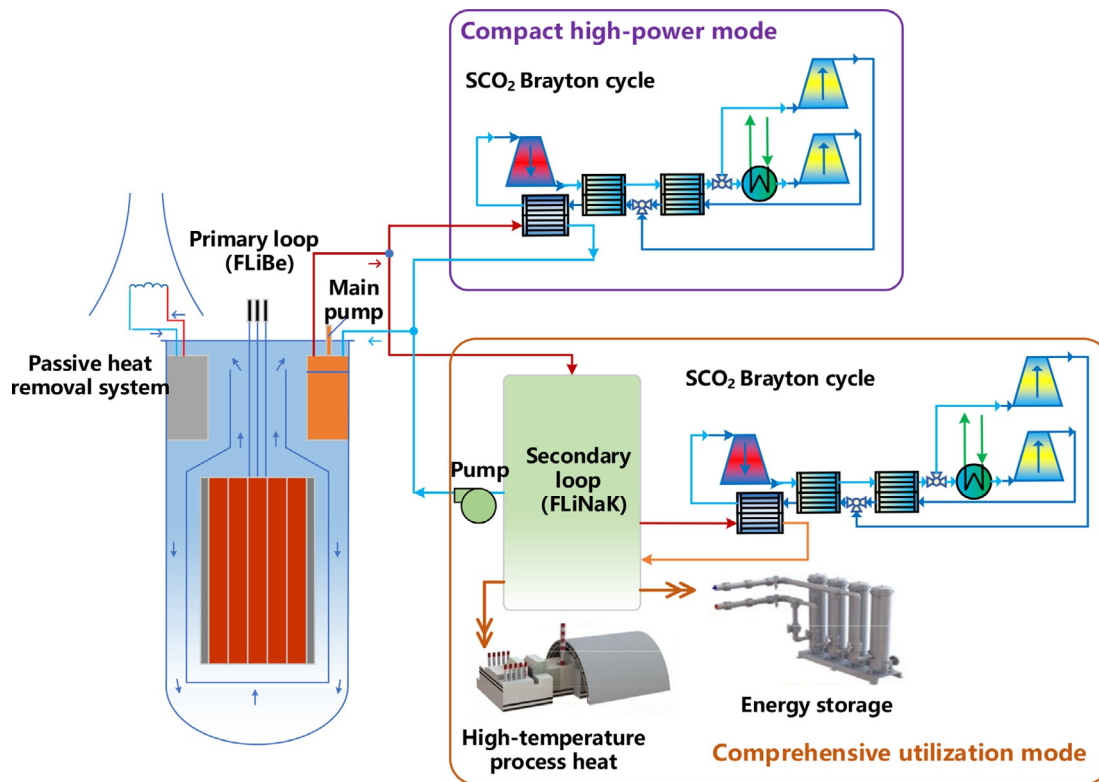 Compact high-power mode
SCO₂ Brayton cycle
Primary loop
(FLiBe)
Main
pump
Passive heat
removal system
SCO₂ Brayton cycle
Pump
Secondary
loop
(FLiNaK)
Energy storage
High-temperature
process heat
Comprehensive utilization mode